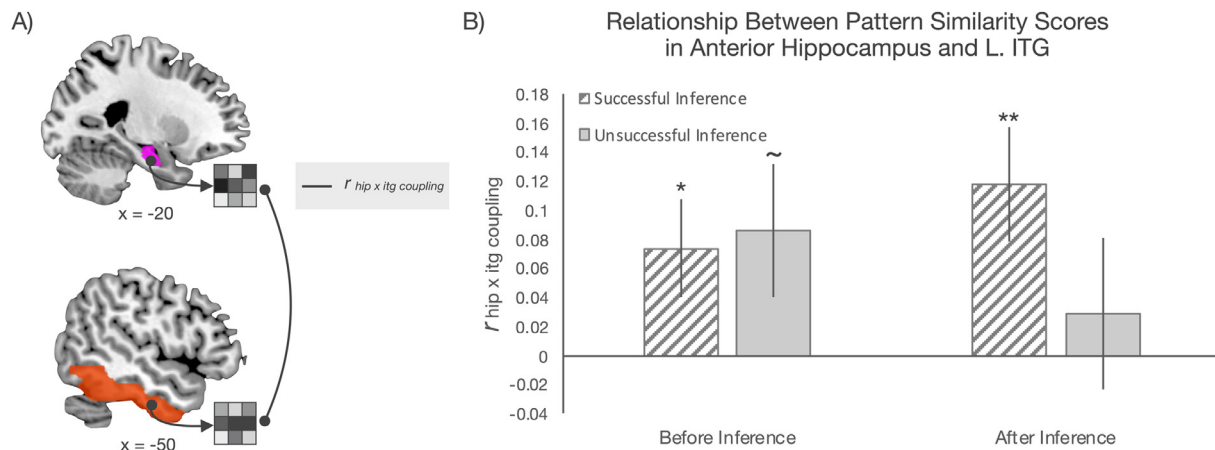 A)
x = -20
r hip x itg coupling
x = -50
B)
Relationship Between Pattern Similarity Scores
in Anterior Hippocampus and L. ITG
r hip x itg coupling
0.18
0.16
0.14
0.12
0.1
0.08
0.06
0.04
0.02
0
-0.02
-0.04
Successful Inference
Unsuccessful Inference
*
~
**
Before Inference
After Inference